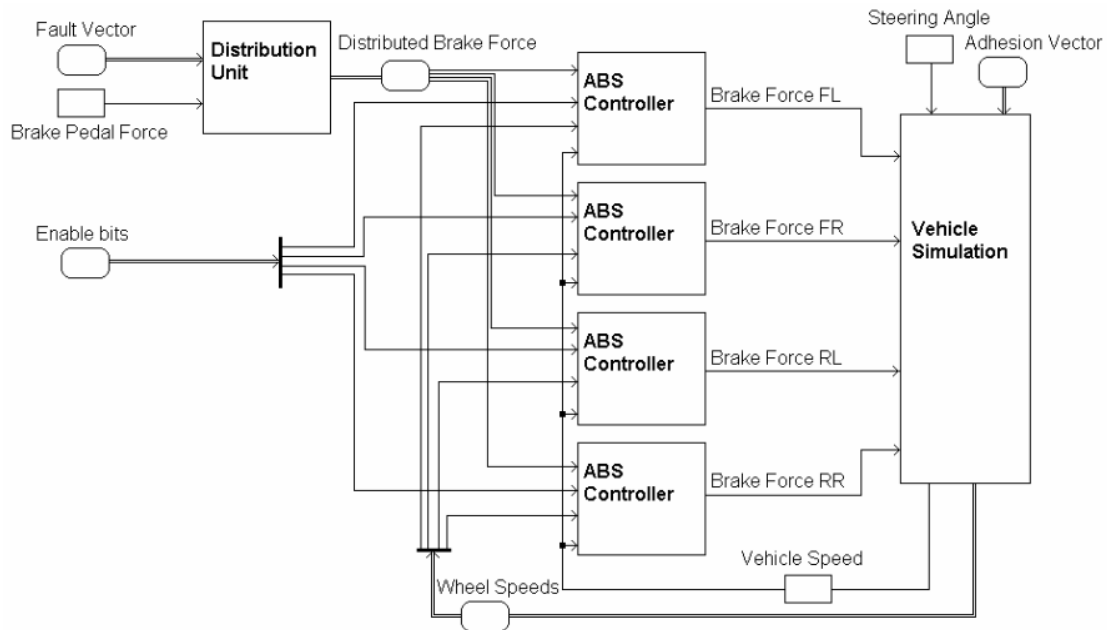 Steering Angle
Fault Vector
Distribution
Unit
Distributed Brake Force
Adhesion Vector
ABS
Controller
Brake Force FL
Brake Pedal Force
ABS
Controller
Brake Force FR
Vehicle
Simulation
Enable bits
ABS
Controller
Brake Force RL
ABS
Controller
Brake Force RR
Vehicle Speed
Wheel Speeds